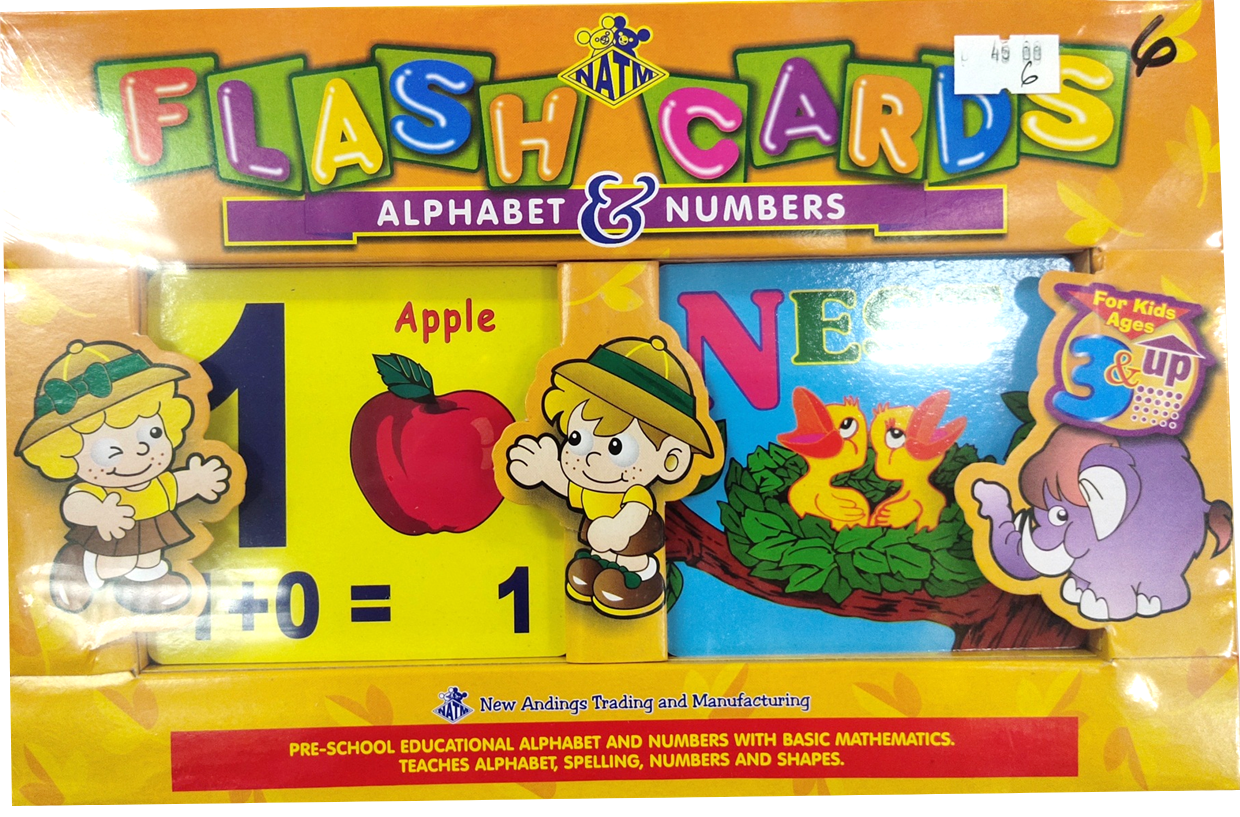 NATM
FLASH CARDS
6
6
ALPHABET & NUMBERS
1
Apple
1+0 = 1
NEST
For Kids
Ages
3 & up
NATM New Andings Trading and Manufacturing
PRE-SCHOOL EDUCATIONAL ALPHABET AND NUMBERS WITH BASIC MATHEMATICS.
TEACHES ALPHABET, SPELLING, NUMBERS AND SHAPES.